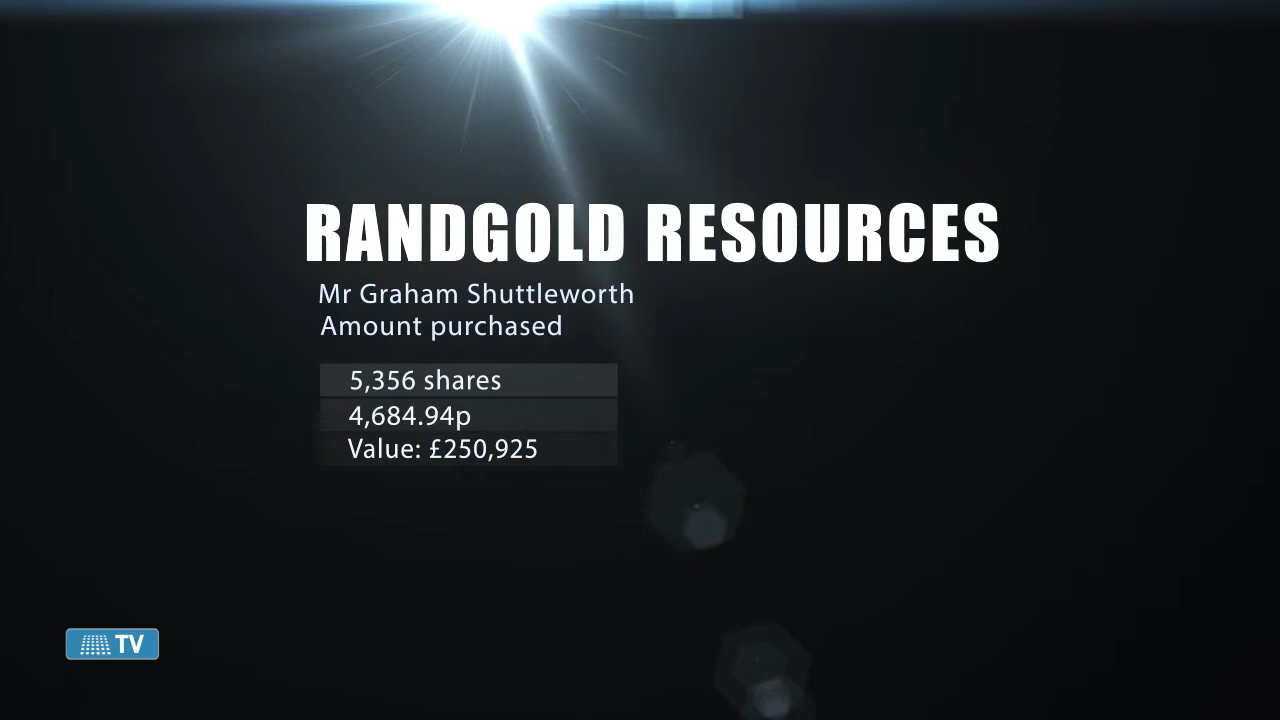 RANDGOLD RESOURCES
Mr Graham Shuttleworth
Amount purchased
5,356 shares
4,684.94p
Value: £250,925
TV